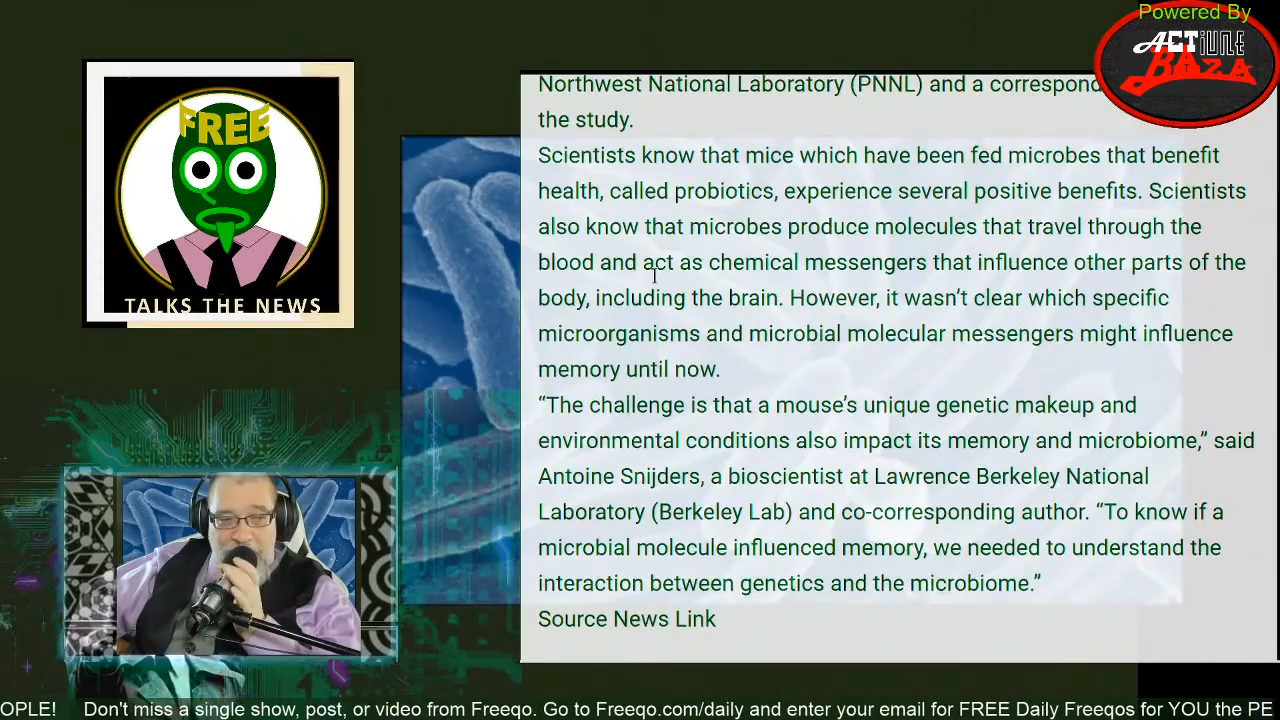 Powered By
ACTiUNE
BAZA
FREE
TALKS THE NEWS
Northwest National Laboratory (PNNL) and a correspond
the study.
Scientists know that mice which have been fed microbes that benefit
health, called probiotics, experience several positive benefits. Scientists
also know that microbes produce molecules that travel through the
blood and act as chemical messengers that influence other parts of the
body, including the brain. However, it wasn’t clear which specific
microorganisms and microbial molecular messengers might influence
memory until now.
“The challenge is that a mouse’s unique genetic makeup and
environmental conditions also impact its memory and microbiome,” said
Antoine Snijders, a bioscientist at Lawrence Berkeley National
Laboratory (Berkeley Lab) and co-corresponding author. “To know if a
microbial molecule influenced memory, we needed to understand the
interaction between genetics and the microbiome.”
Source News Link
OPLE! Don't miss a single show, post, or video from Freeqo. Go to Freeqo.com/daily and enter your email for FREE Daily Freeqos for YOU the PE